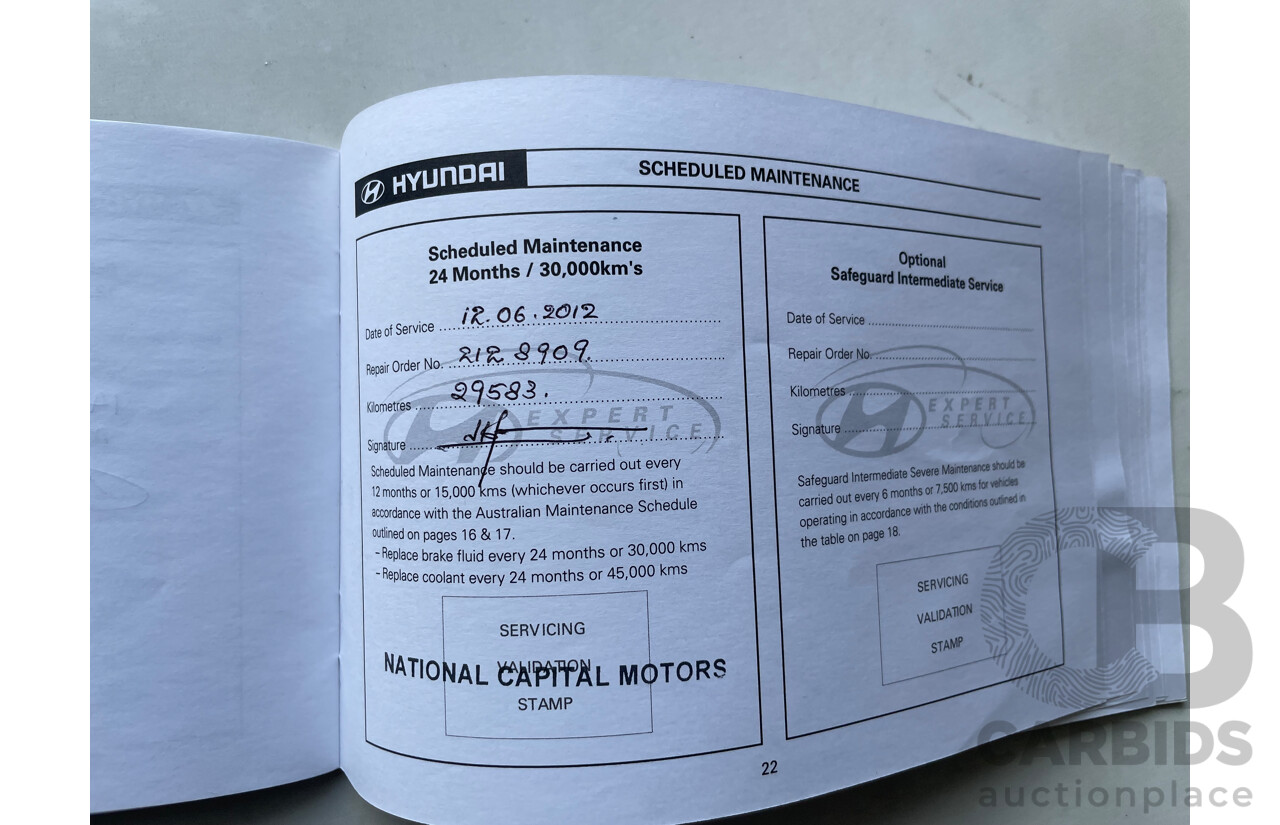 HYUNDAI
SCHEDULED MAINTENANCE
Scheduled Maintenance
24 Months / 30,000km's
Date of Service 12.06.2012
Repair Order No. 2128909.
Kilometres 29583.
Signature
EXPERT
SERVICE
Scheduled Maintenance should be carried out every
12 months or 15,000 kms (whichever occurs first) in
accordance with the Australian Maintenance Schedule
outlined on pages 16 & 17.
- Replace brake fluid every 24 months or 30,000 kms
- Replace coolant every 24 months or 45,000 kms
SERVICING
VALIDATION
STAMP
NATIONAL CAPITAL MOTORS
Optional
Safeguard Intermediate Service
Date of Service
Repair Order No.
Kilometres
Signature
EXPERT
SERVICE
Safeguard Intermediate Severe Maintenance should be
carried out every 6 months or 7,500 kms for vehicles
operating in accordance with the conditions outlined in
the table on page 18.
SERVICING
VALIDATION
STAMP
22
CB
CARBIDS
auctionplace